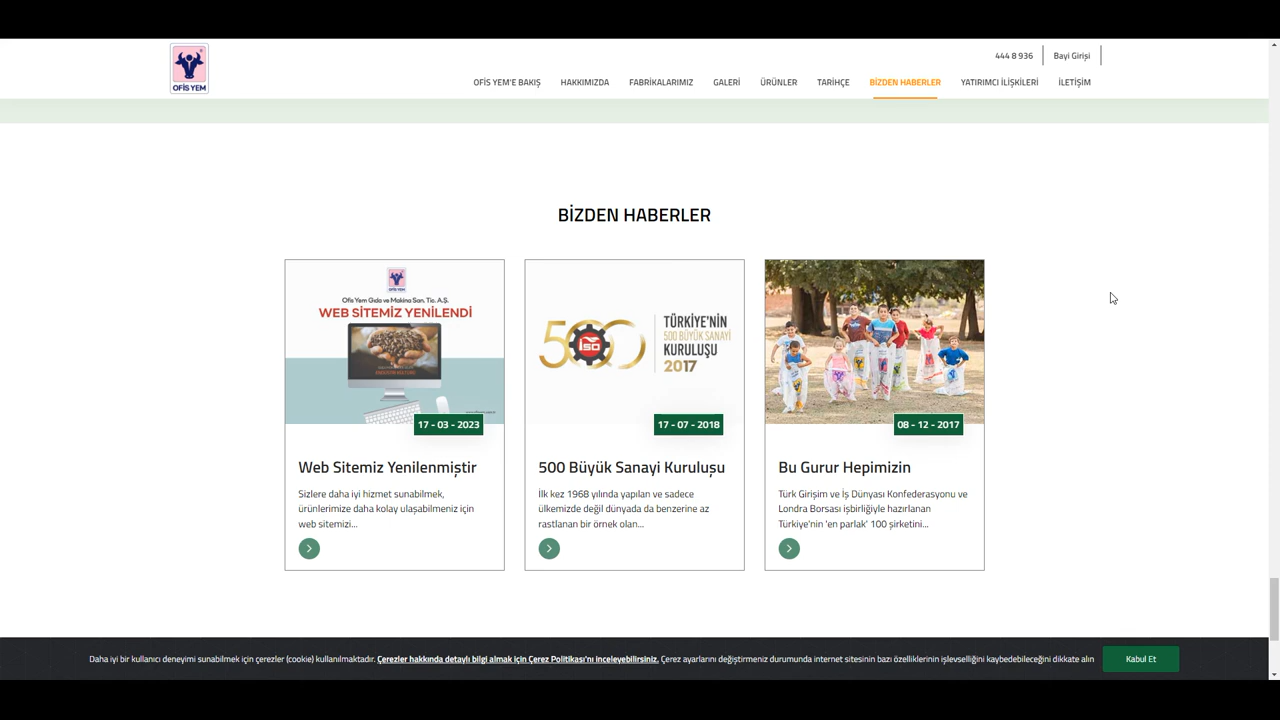 444 8 936
Bayi Girişi
OFİS YEM
OFİS YEM'E BAKIŞ
HAKKIMIZDA
FABRİKALARIMIZ
GALERİ
ÜRÜNLER
TARİHÇE
BİZDEN HABERLER
YATIRIMCI İLİŞKİLERİ
İLETİŞİM
BİZDEN HABERLER
OFİS YEM
Ofis Yem Gıda ve Makina San. Tic. A.Ş.
WEB SİTEMİZ YENİLENDİ
17 - 03 - 2023
Web Sitemiz Yenilenmiştir
Sizlere daha iyi hizmet sunabilmek,
ürünlerimize daha kolay ulaşabilmeniz için
web sitemizi...
500
İSO
TÜRKİYE'NİN
500 BÜYÜK SANAYİ
KURULUŞU
2017
17 - 07 - 2018
500 Büyük Sanayi Kuruluşu
İlk kez 1968 yılında yapılan ve sadece
ülkemizde değil dünyada da benzerine az
rastlanan bir örnek olan...
08 - 12 - 2017
Bu Gurur Hepimizin
Türk Girişim ve İş Dünyası Konfederasyonu ve
Londra Borsası işbirliğiyle hazırlanan
Türkiye'nin 'en parlak' 100 şirketini...
Daha iyi bir kullanıcı deneyimi sunabilmek için çerezler (cookie) kullanılmaktadır. Çerezler hakkında detaylı bilgi almak için Çerez Politikası'nı inceleyebilirsiniz. Çerez ayarlarını değiştirmeniz durumunda internet sitesinin bazı özelliklerinin işlevselliğini kaybedebileceğini dikkate alın
Kabul Et